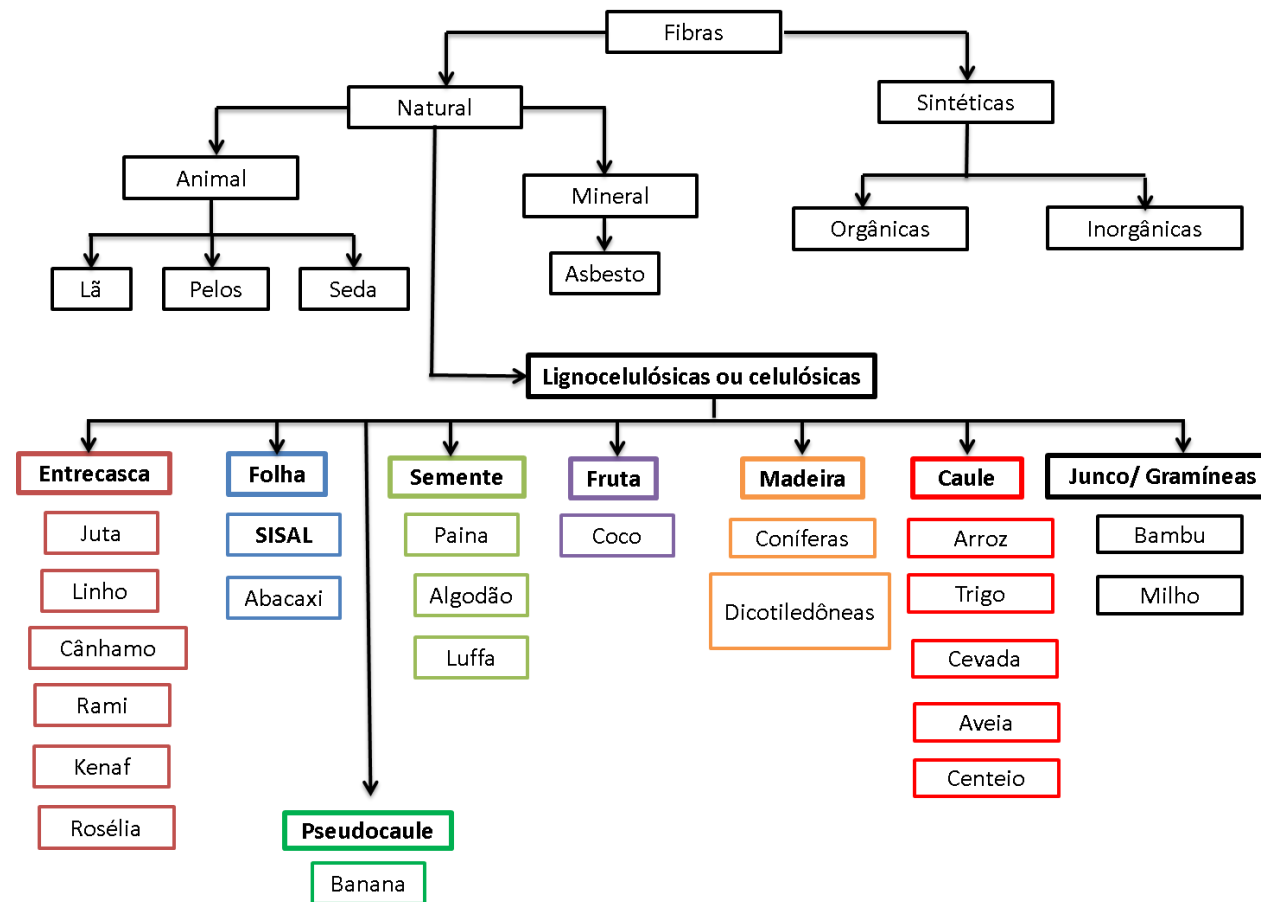 Fibras
Natural
Sintéticas
Animal
Mineral
Orgânicas
Inorgânicas
Lã
Pelos
Seda
Asbesto
Lignocelulósicas ou celulósicas
Entrecasca
Folha
Semente
Fruta
Madeira
Caule
Junco/ Gramíneas
Juta
SISAL
Paina
Coco
Coníferas
Arroz
Bambu
Linho
Abacaxi
Algodão
Dicotiledôneas
Trigo
Milho
Cânhamo
Luffa
Cevada
Rami
Aveia
Kenaf
Centeio
Rosélia
Pseudocaule
Banana